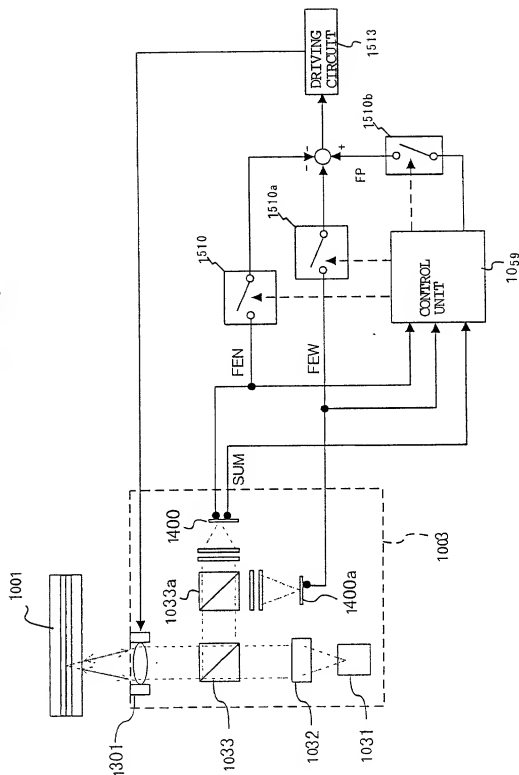 1001
1301
1033
1032
1031
1033a
1400
1400a
1003
SUM
FEN
FEW
1510
1510a
1510b
FP
-
+
DRIVING
CIRCUIT
1513
CONTROL
UNIT
1059